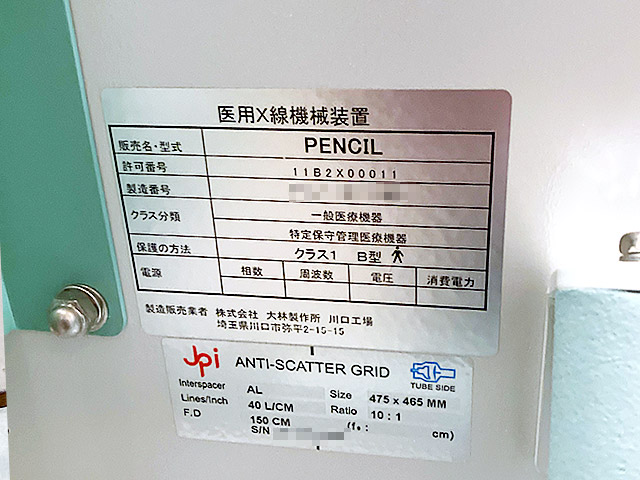 医用X線機械装置
販売名・型式 PENCIL
許可番号 11B2X00011
製造番号
クラス分類 一般医療機器
特定保守管理医療機器
保護の方法 クラス1 B型
電源 相数 周波数 電圧 消費電力
製造販売業者 株式会社 大林製作所 川口工場
埼玉県川口市弥平2-15-15
jpi ANTI-SCATTER GRID
TUBE SIDE
Interspacer AL Size 475 x 465 MM
Lines/Inch 40 L/CM Ratio 10 : 1
F.D 150 CM (f₀ : cm)
S/N